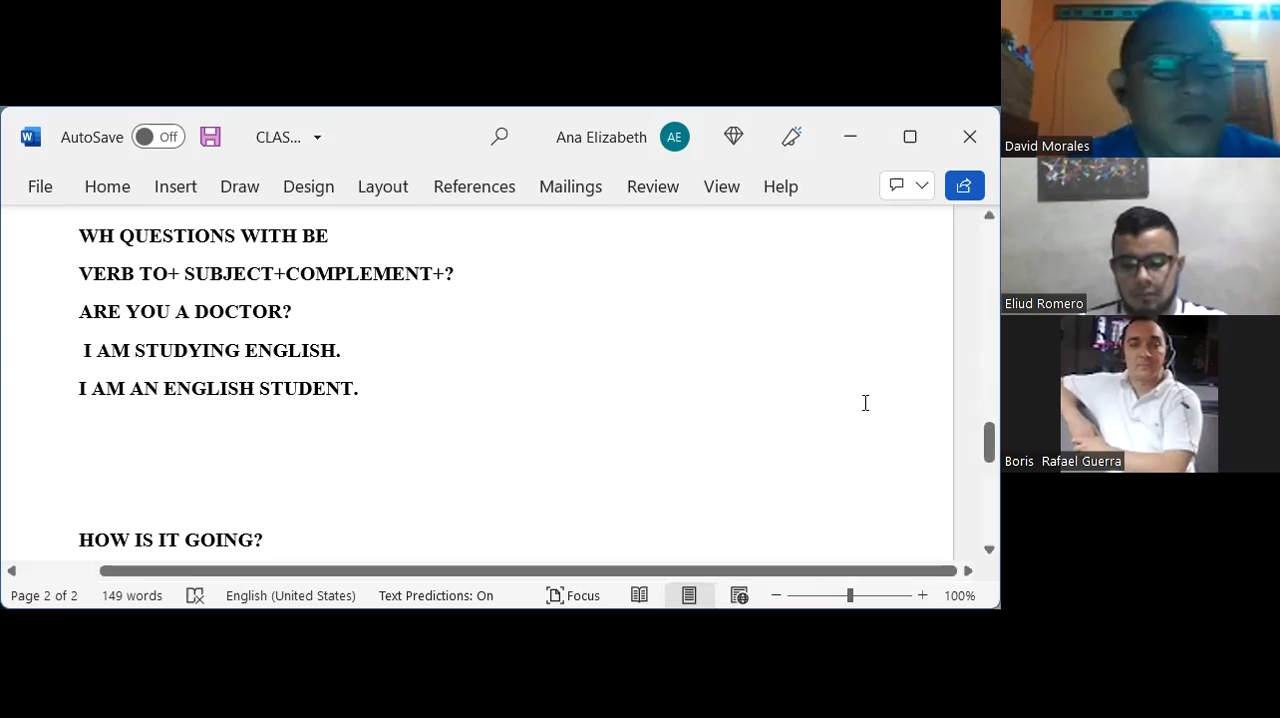 AutoSave Off CLAS... Ana Elizabeth AE
File Home Insert Draw Design Layout References Mailings Review View Help
WH QUESTIONS WITH BE
VERB TO+ SUBJECT+COMPLEMENT+?
ARE YOU A DOCTOR?
I AM STUDYING ENGLISH.
I AM AN ENGLISH STUDENT.
HOW IS IT GOING?
Page 2 of 2 149 words English (United States) Text Predictions: On Focus 100%
David Morales
Eliud Romero
Boris Rafael Guerra